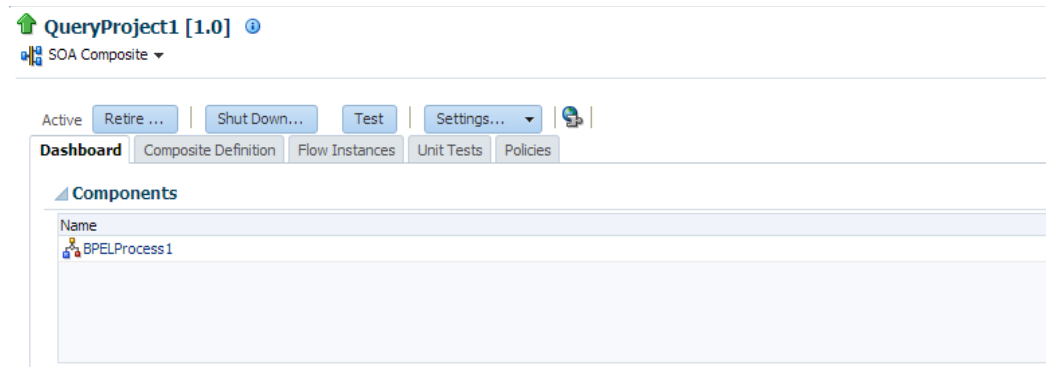 QueryProject1 [1.0]
SOA Composite
Active Retire ... Shut Down... Test Settings...
Dashboard Composite Definition Flow Instances Unit Tests Policies
Components
Name
BPELProcess1